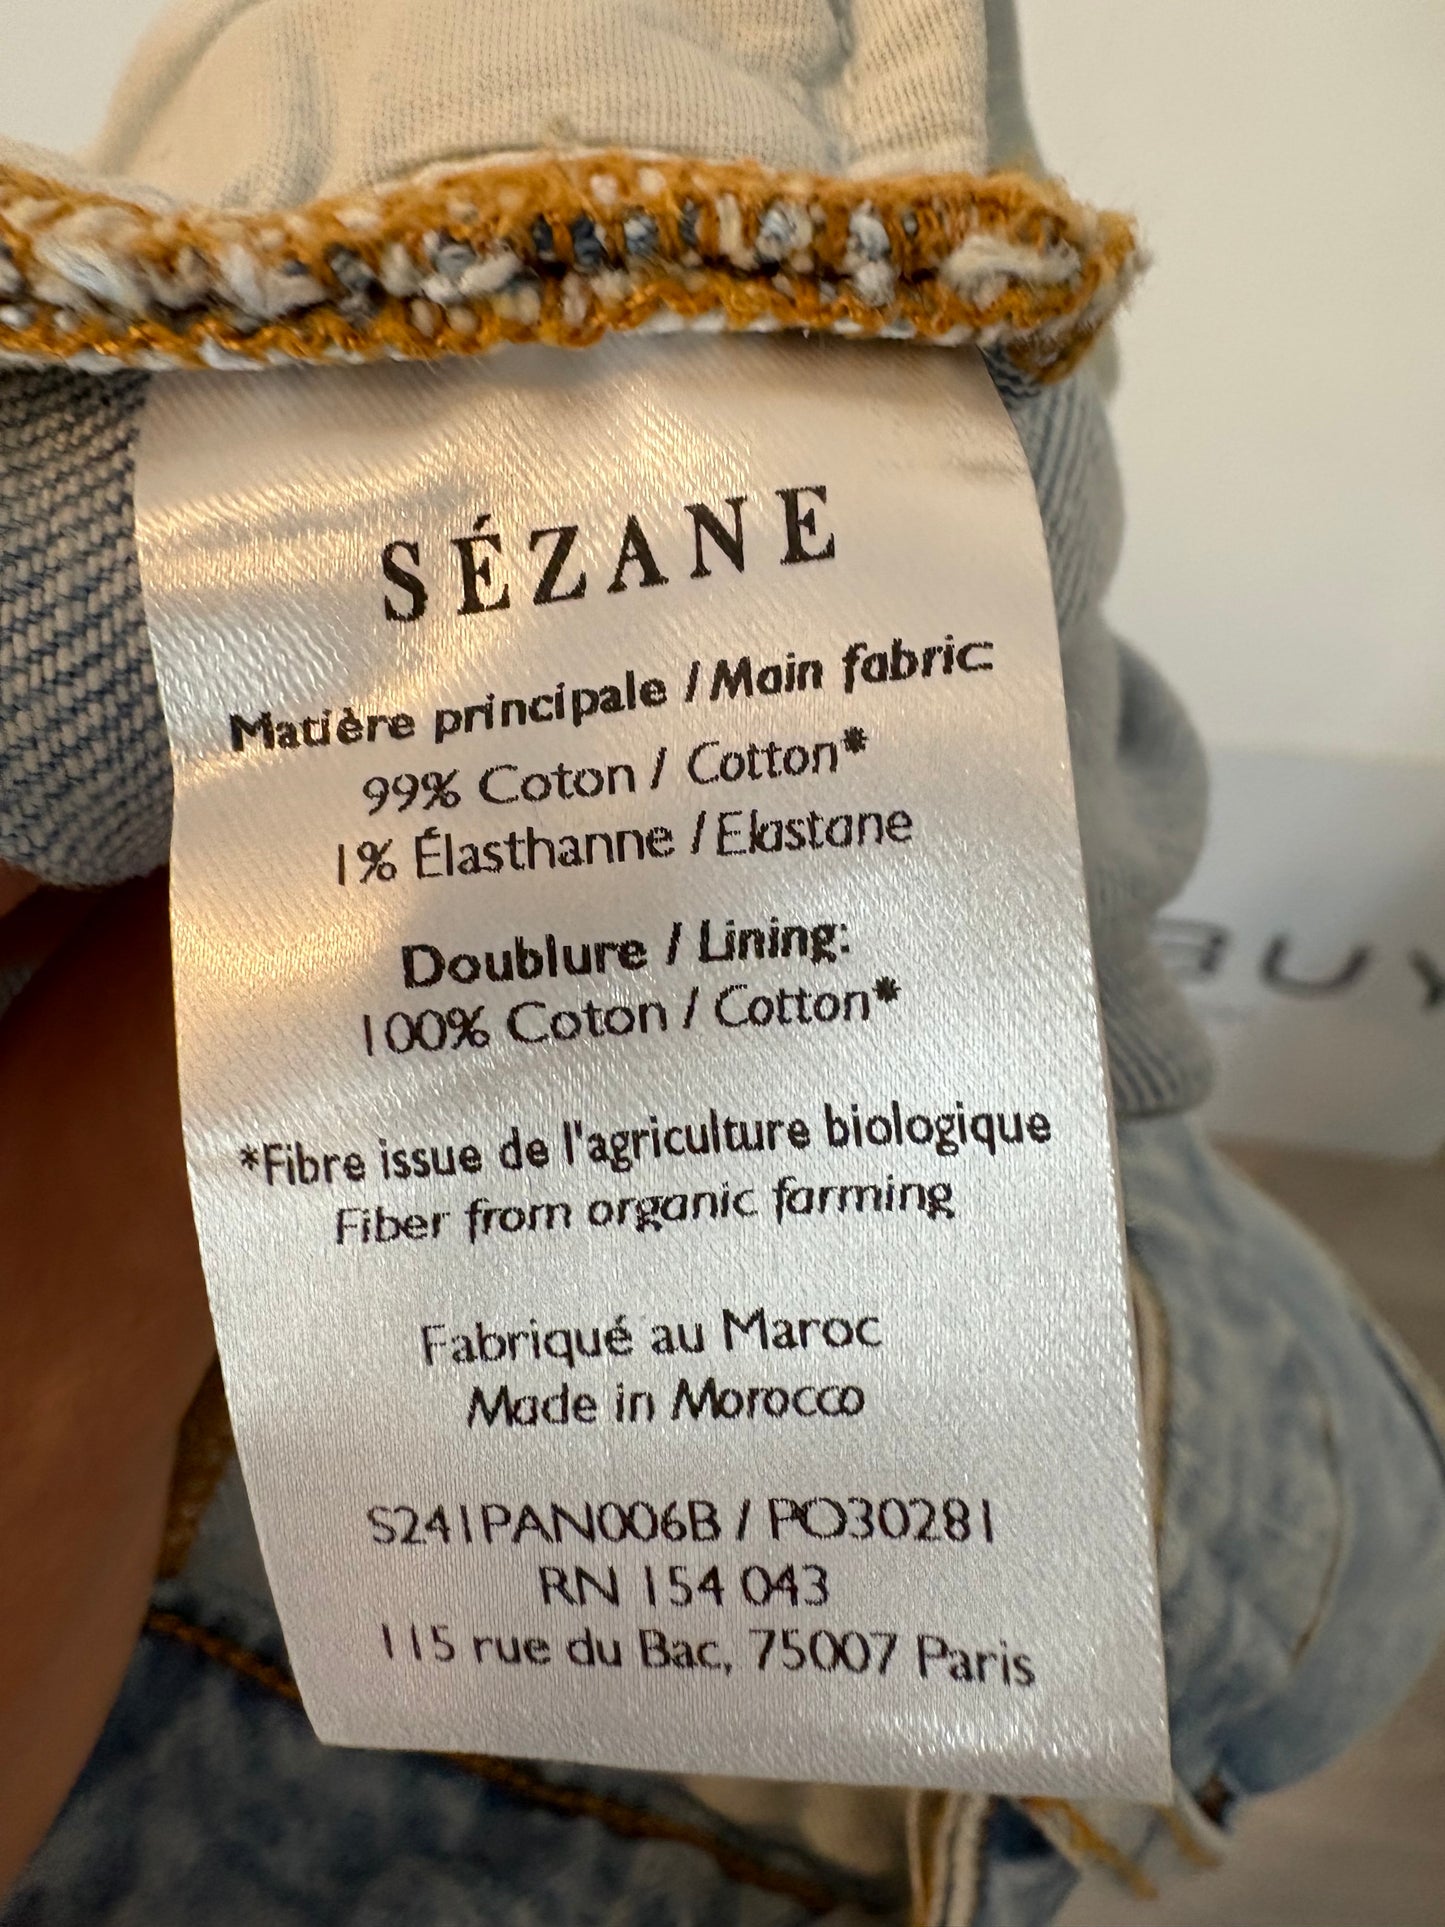 SÉZANE
Matière principale / Main fabric:
99% Coton / Cotton*
1% Élasthanne / Elastane
Doublure / Lining:
100% Coton / Cotton*
*Fibre issue de l'agriculture biologique
Fiber from organic farming
Fabriqué au Maroc
Made in Morocco
S241PAN006B / PO30281
RN 154 043
115 rue du Bac, 75007 Paris